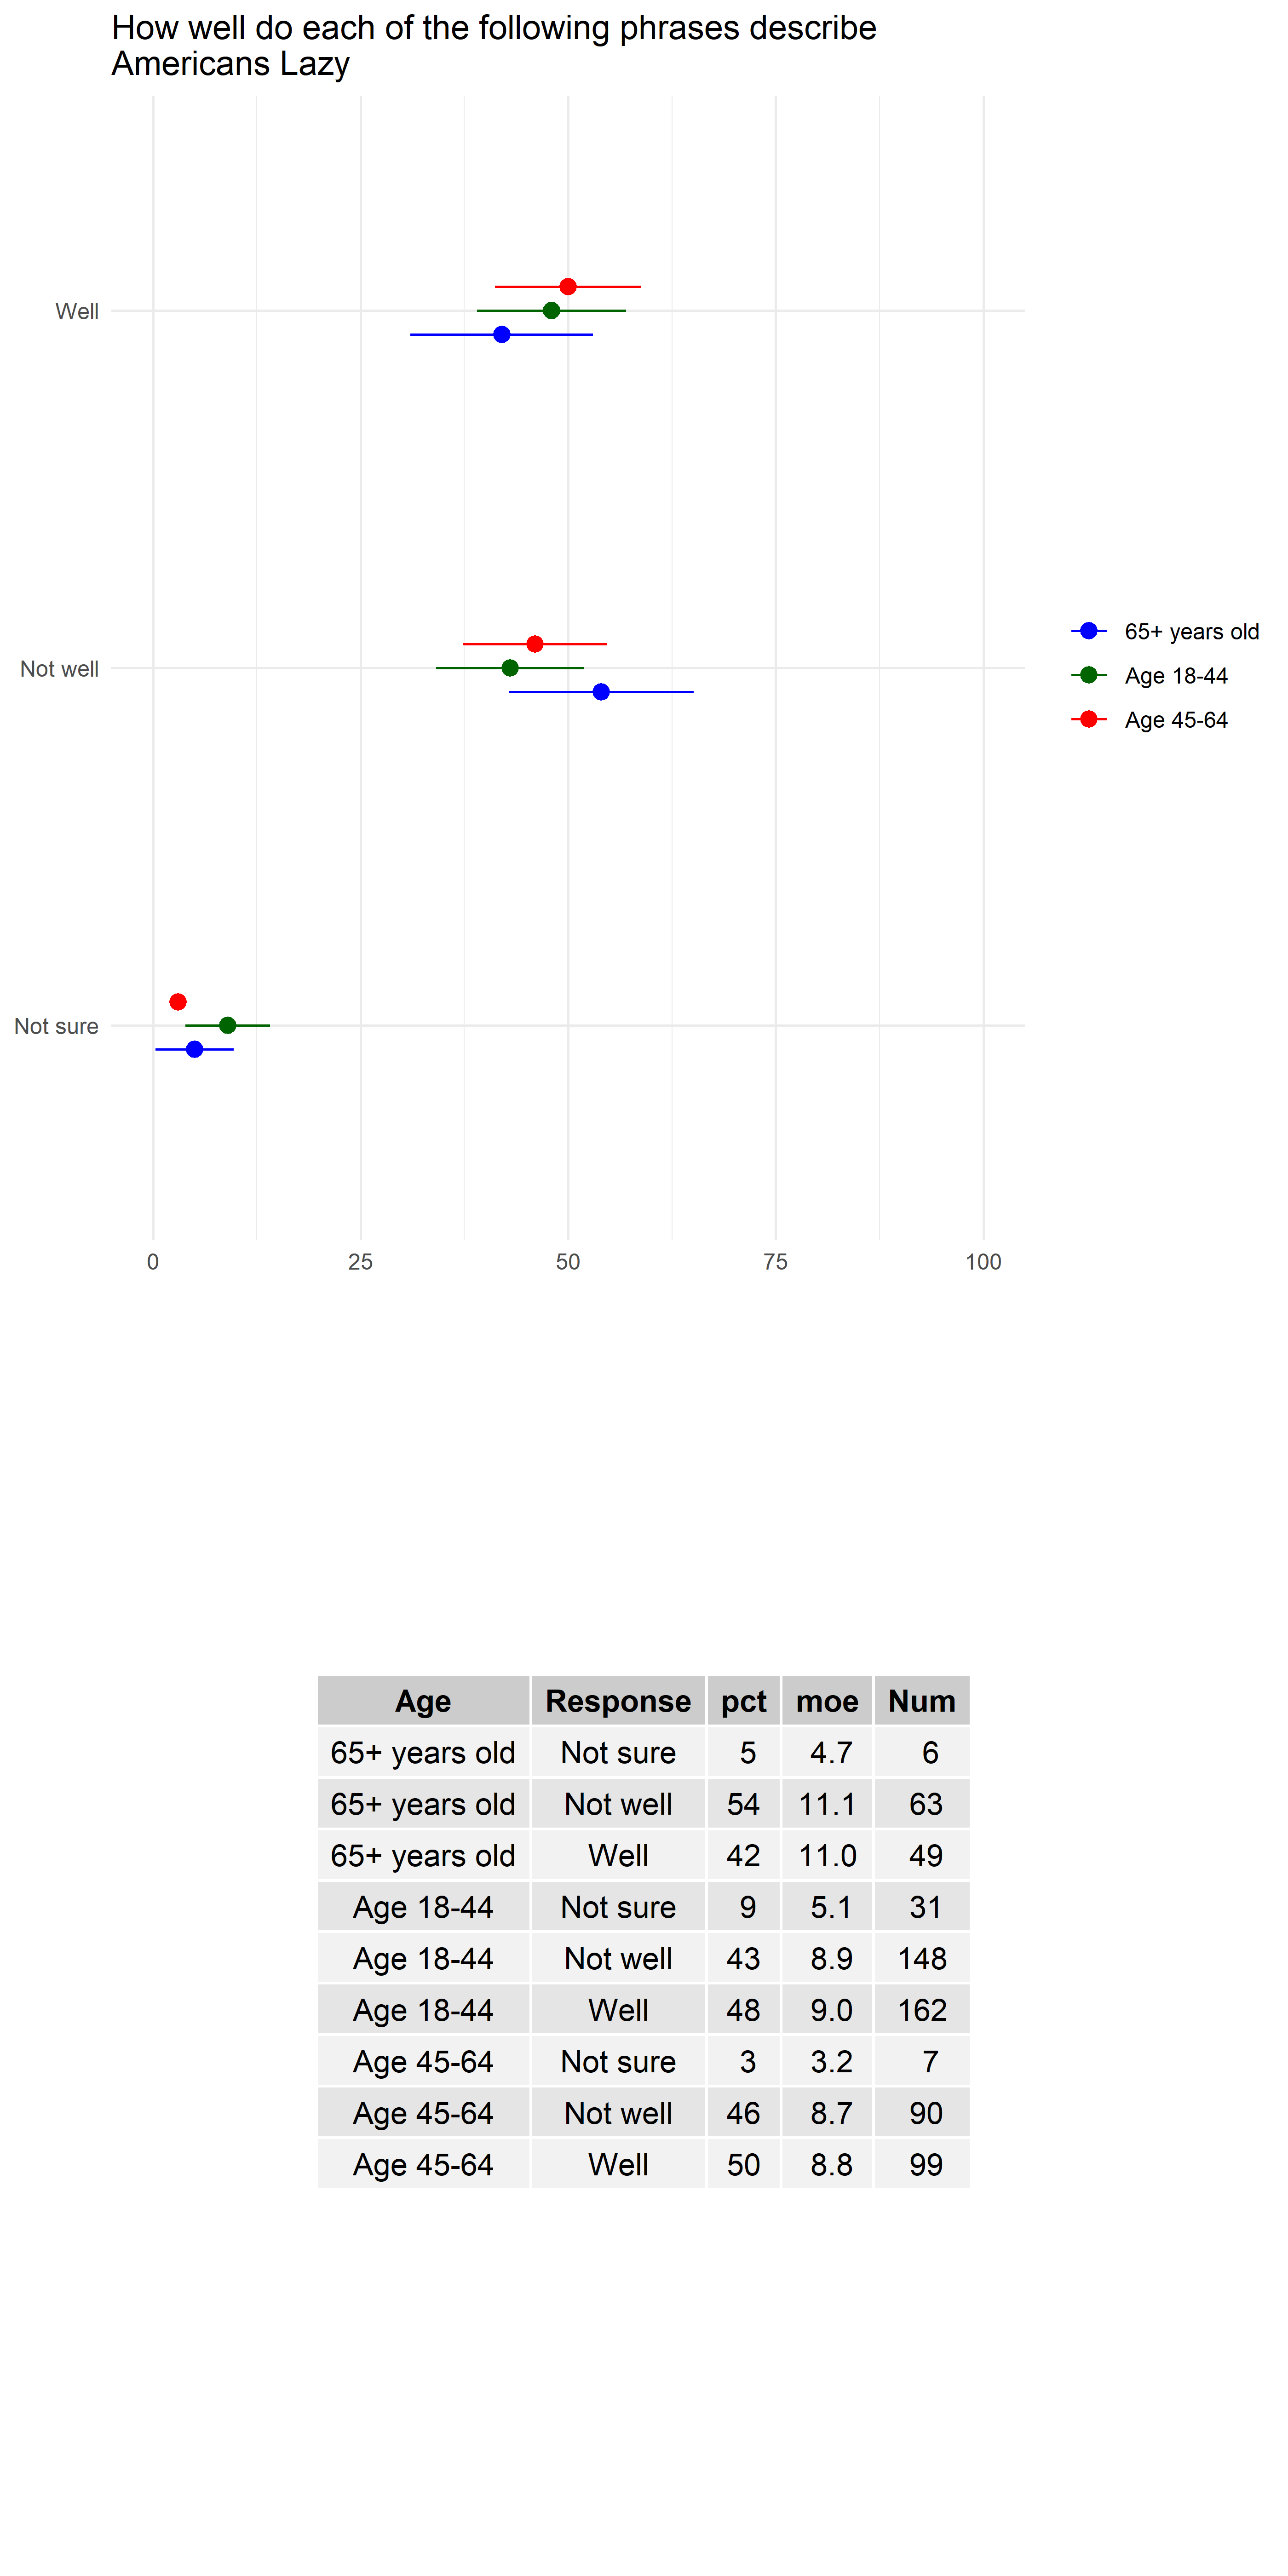 How well do each of the following phrases describe
Americans Lazy
Well
Not well
Not sure
0 25 50 75 100
65+ years old
Age 18-44
Age 45-64
Age Response pct moe Num
65+ years old Not sure 5 4.7 6
65+ years old Not well 54 11.1 63
65+ years old Well 42 11.0 49
Age 18-44 Not sure 9 5.1 31
Age 18-44 Not well 43 8.9 148
Age 18-44 Well 48 9.0 162
Age 45-64 Not sure 3 3.2 7
Age 45-64 Not well 46 8.7 90
Age 45-64 Well 50 8.8 99